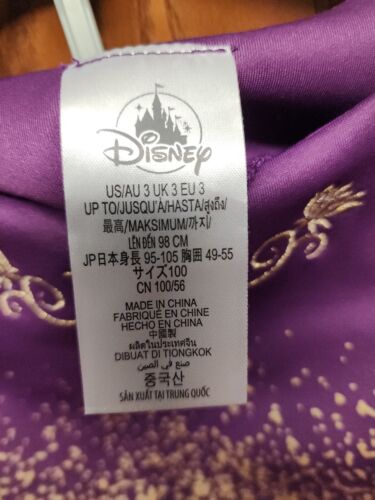 Disney
US/AU 3 UK 3 EU 3
UP TO/JUSQU'À/HASTA/สูงถึง/
最高/MAKSIMUM/까지/
LÊN ĐẾN 98 CM
JP日本身長 95-105 胸囲 49-55
サイズ100
CN 100/56
MADE IN CHINA
FABRIQUÉ EN CHINE
HECHO EN CHINA
中國製
ผลิตในประเทศจีน
DIBUAT DI TIONGKOK
صنع في الصين
중국산
SẢN XUẤT TẠI TRUNG QUỐC